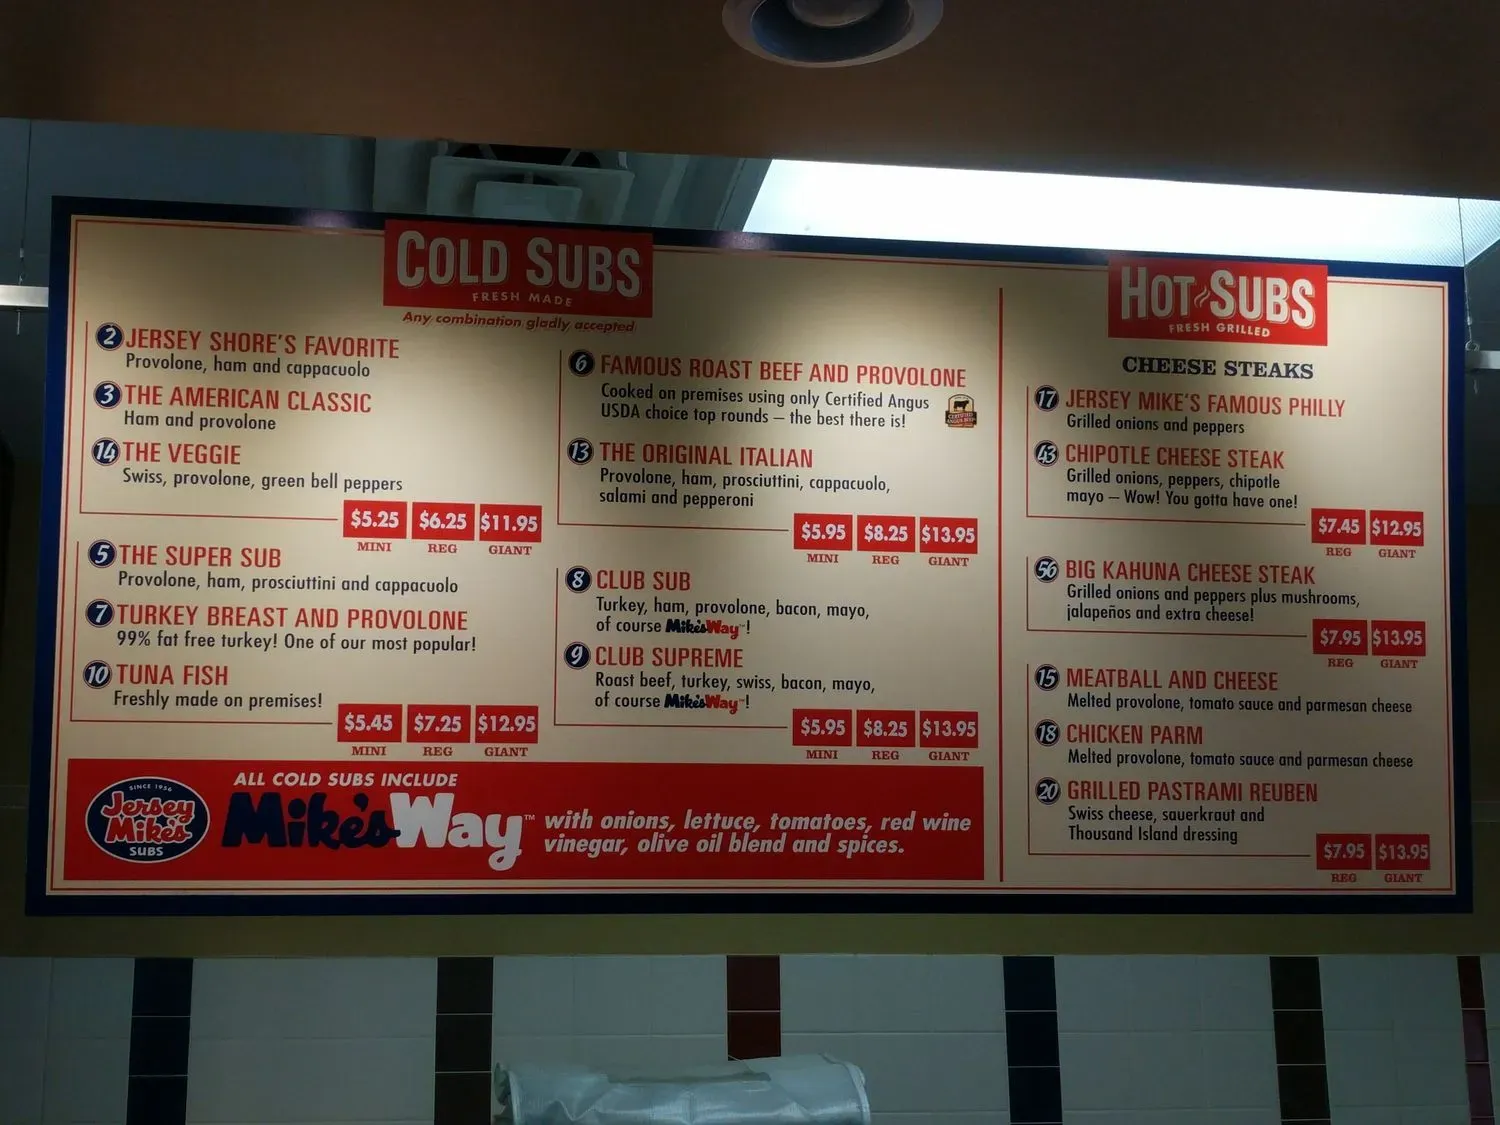 COLD SUBS
FRESH MADE
Any combination gladly accepted
2 JERSEY SHORE'S FAVORITE
Provolone, ham and cappacuolo
3 THE AMERICAN CLASSIC
Ham and provolone
14 THE VEGGIE
Swiss, provolone, green bell peppers
$5.25 $6.25 $11.95
MINI REG GIANT
5 THE SUPER SUB
Provolone, ham, prosciuttini and cappacuolo
7 TURKEY BREAST AND PROVOLONE
99% fat free turkey! One of our most popular!
10 TUNA FISH
Freshly made on premises!
$5.45 $7.25 $12.95
MINI REG GIANT
6 FAMOUS ROAST BEEF AND PROVOLONE
Cooked on premises using only Certified Angus
USDA choice top rounds – the best there is!
13 THE ORIGINAL ITALIAN
Provolone, ham, prosciuttini, cappacuolo,
salami and pepperoni
$5.95 $8.25 $13.95
MINI REG GIANT
8 CLUB SUB
Turkey, ham, provolone, bacon, mayo,
of course Mike's Way™!
9 CLUB SUPREME
Roast beef, turkey, swiss, bacon, mayo,
of course Mike's Way™!
$5.95 $8.25 $13.95
MINI REG GIANT
SINCE 1956
Jersey
Mike's
SUBS
ALL COLD SUBS INCLUDE
Mike's Way™
with onions, lettuce, tomatoes, red wine
vinegar, olive oil blend and spices.
HOT SUBS
FRESH GRILLED
CHEESE STEAKS
17 JERSEY MIKE'S FAMOUS PHILLY
Grilled onions and peppers
43 CHIPOTLE CHEESE STEAK
Grilled onions, peppers, chipotle
mayo – Wow! You gotta have one!
$7.45 $12.95
REG GIANT
56 BIG KAHUNA CHEESE STEAK
Grilled onions and peppers plus mushrooms,
jalapeños and extra cheese!
$7.95 $13.95
REG GIANT
15 MEATBALL AND CHEESE
Melted provolone, tomato sauce and parmesan cheese
18 CHICKEN PARM
Melted provolone, tomato sauce and parmesan cheese
20 GRILLED PASTRAMI REUBEN
Swiss cheese, sauerkraut and
Thousand Island dressing
$7.95 $13.95
REG GIANT